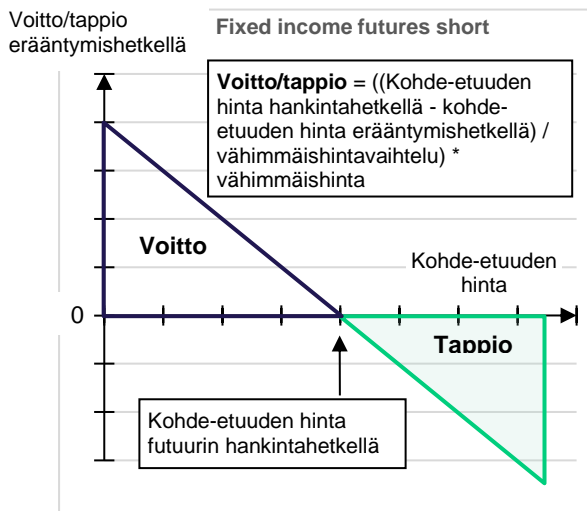 Voitto/tappio
erääntymishetkellä
Fixed income futures short
Voitto/tappio = ((Kohde-etuuden
hinta hankintahetkellä - kohde-
etuuden hinta erääntymishetkellä) /
vähimmäishintavaihtelu) *
vähimmäishinta
Voitto
Kohde-etuuden
hinta
0
Tappio
Kohde-etuuden hinta
futuurin hankintahetkellä